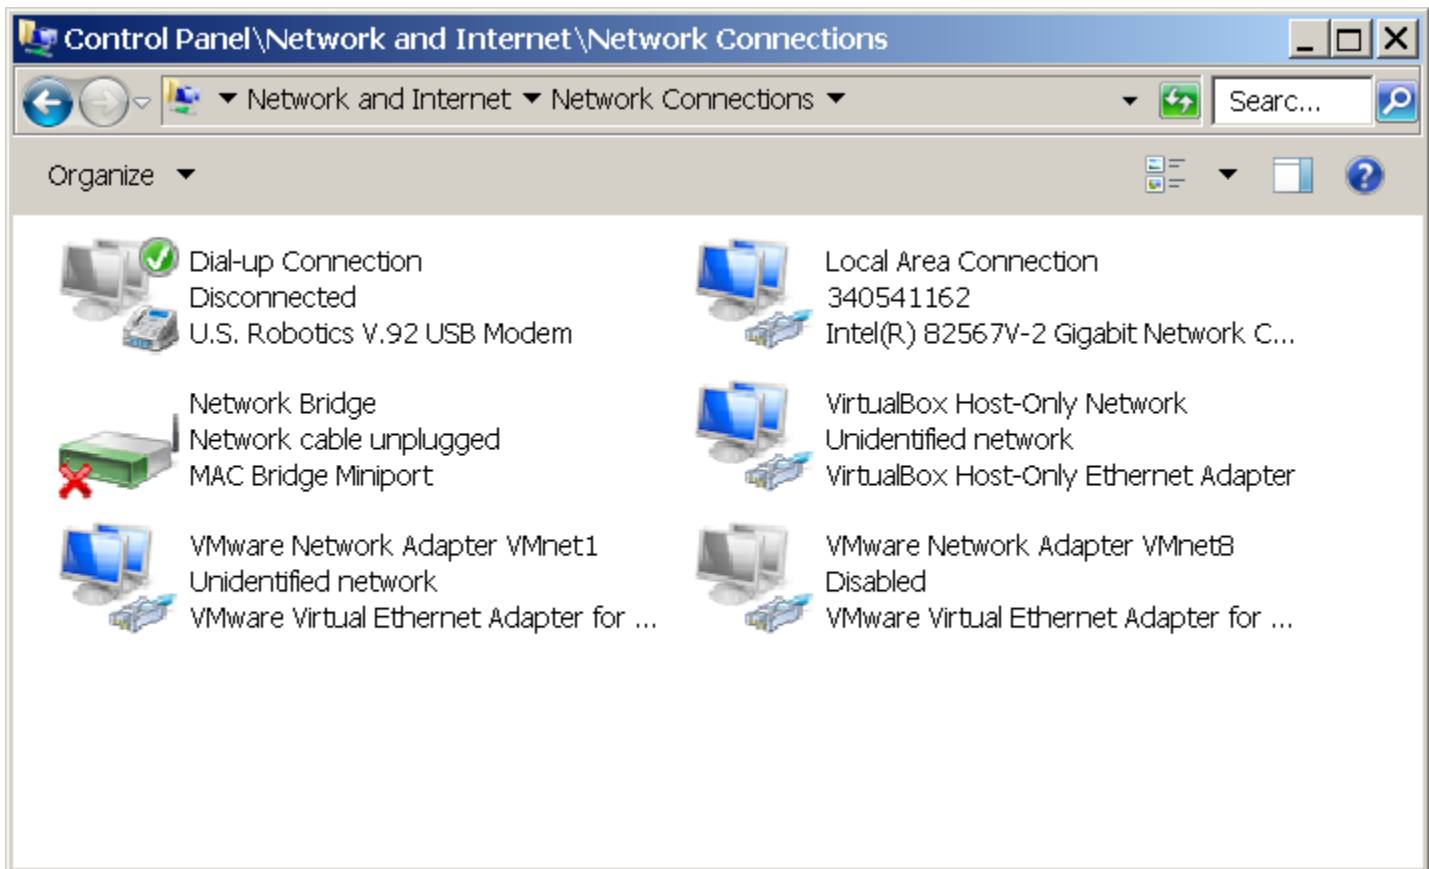 Control Panel\Network and Internet\Network Connections
Network and Internet Network Connections
Searc...
Organize
Dial-up Connection
Disconnected
U.S. Robotics V.92 USB Modem
Local Area Connection
340541162
Intel(R) 82567V-2 Gigabit Network C...
Network Bridge
Network cable unplugged
MAC Bridge Miniport
VirtualBox Host-Only Network
Unidentified network
VirtualBox Host-Only Ethernet Adapter
VMware Network Adapter VMnet1
Unidentified network
VMware Virtual Ethernet Adapter for ...
VMware Network Adapter VMnet8
Disabled
VMware Virtual Ethernet Adapter for ...